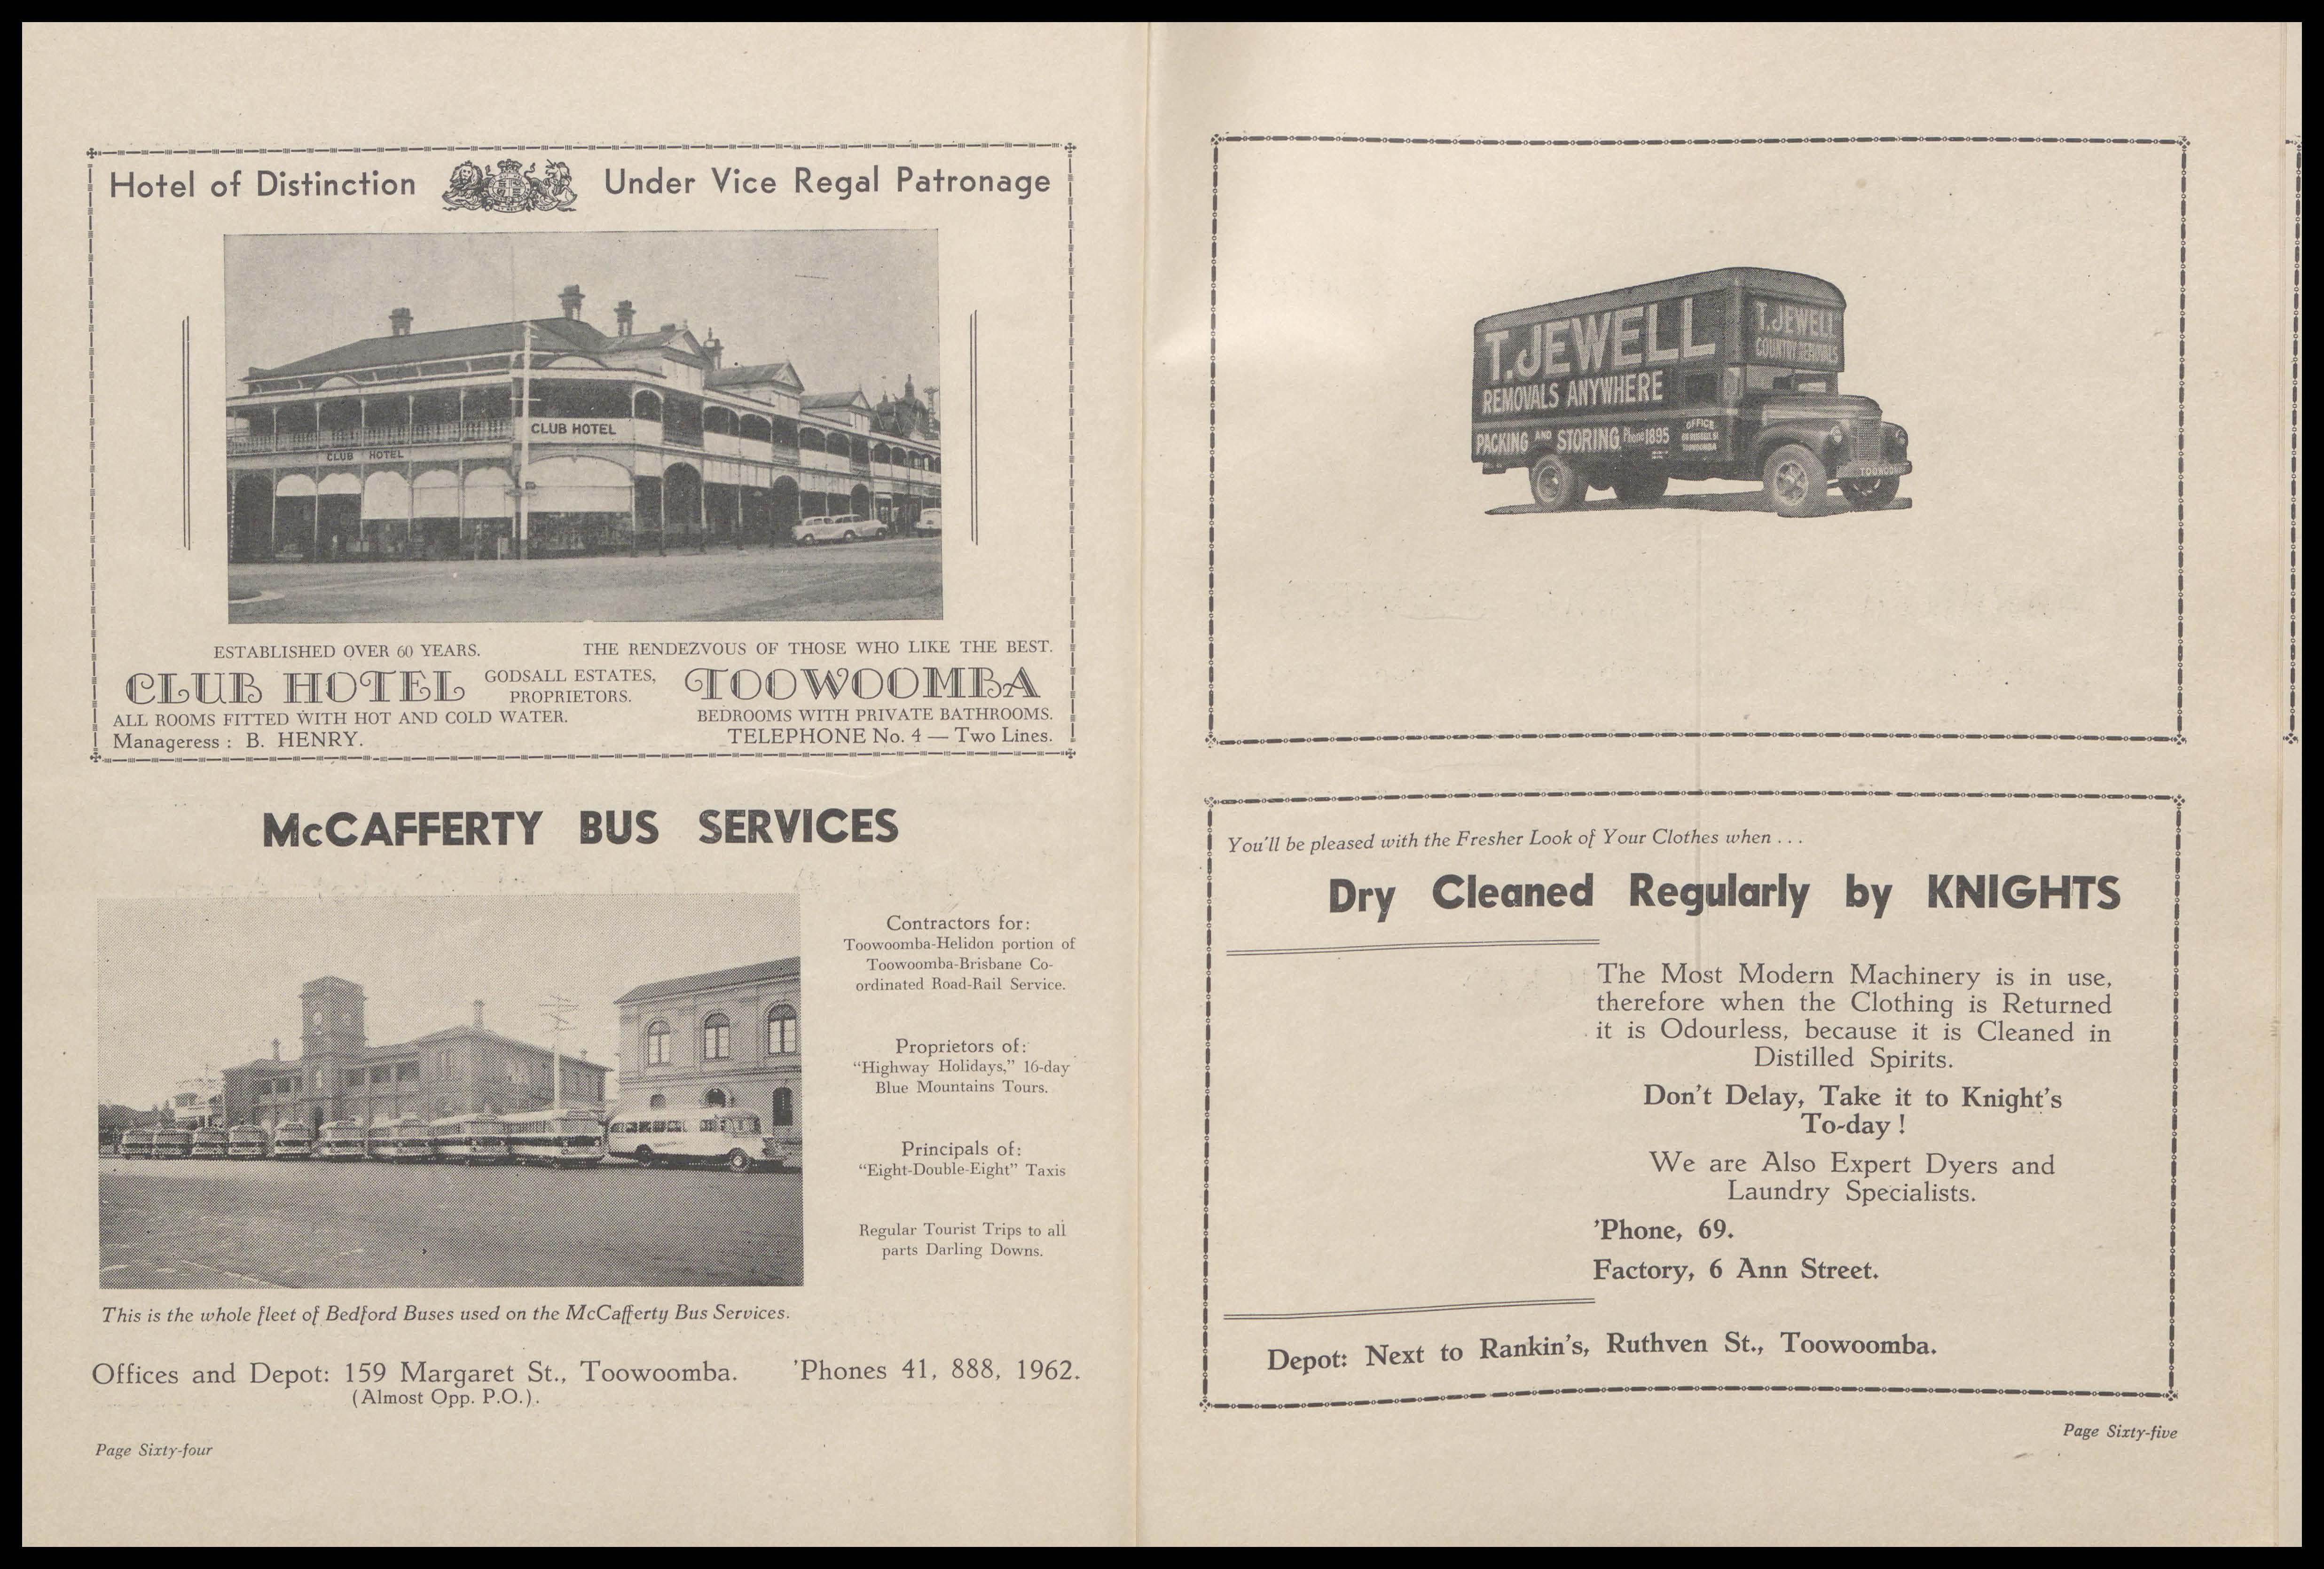 Hotel of Distinction Under Vice Regal Patronage
CLUB HOTEL
CLUB HOTEL
ESTABLISHED OVER 60 YEARS. THE RENDEZVOUS OF THOSE WHO LIKE THE BEST.
CLUB HOTEL GODSALL ESTATES, PROPRIETORS. TOOWOOMBA
ALL ROOMS FITTED WITH HOT AND COLD WATER. BEDROOMS WITH PRIVATE BATHROOMS.
Manageress : B. HENRY. TELEPHONE No. 4 — Two Lines.
McCAFFERTY BUS SERVICES
Contractors for:
Toowoomba-Helidon portion of
Toowoomba-Brisbane Co-
ordinated Road-Rail Service.
Proprietors of:
"Highway Holidays," 16-day
Blue Mountains Tours.
Principals of:
"Eight-Double-Eight" Taxis
Regular Tourist Trips to all
parts Darling Downs.
This is the whole fleet of Bedford Buses used on the McCafferty Bus Services.
Offices and Depot: 159 Margaret St., Toowoomba. 'Phones 41, 888, 1962.
(Almost Opp. P.O.).
Page Sixty-four
T. JEWELL
REMOVALS ANYWHERE
PACKING AND STORING Phone 1895
OFFICE
TOOWOOMBA
T. JEWELL
COUNTRY REMOVALS
You'll be pleased with the Fresher Look of Your Clothes when . . .
Dry Cleaned Regularly by KNIGHTS
The Most Modern Machinery is in use,
therefore when the Clothing is Returned
it is Odourless, because it is Cleaned in
Distilled Spirits.
Don't Delay, Take it to Knight's
To-day !
We are Also Expert Dyers and
Laundry Specialists.
'Phone, 69.
Factory, 6 Ann Street.
Depot: Next to Rankin's, Ruthven St., Toowoomba.
Page Sixty-five